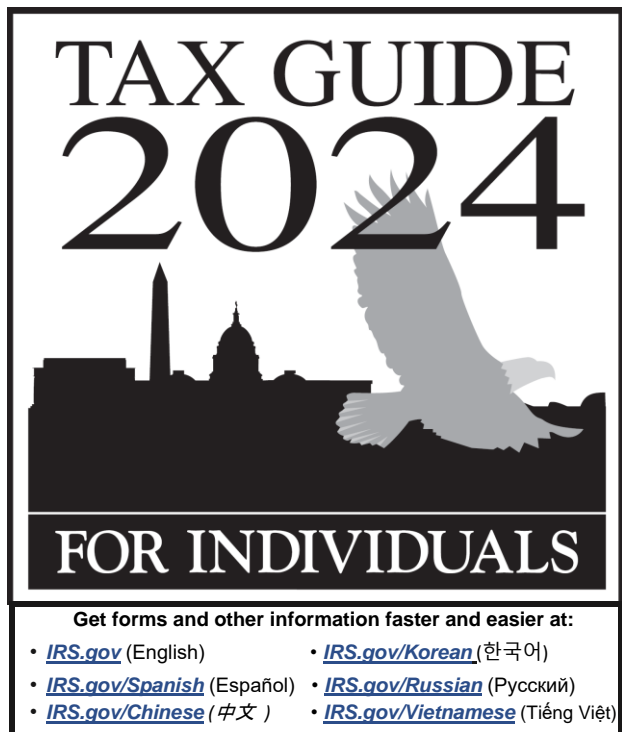 TAX GUIDE
2024
FOR INDIVIDUALS
Get forms and other information faster and easier at:
• IRS.gov (English)
• IRS.gov/Korean (한국어)
• IRS.gov/Spanish (Español)
• IRS.gov/Russian (Русский)
• IRS.gov/Chinese (中文 )
• IRS.gov/Vietnamese (Tiếng Việt)